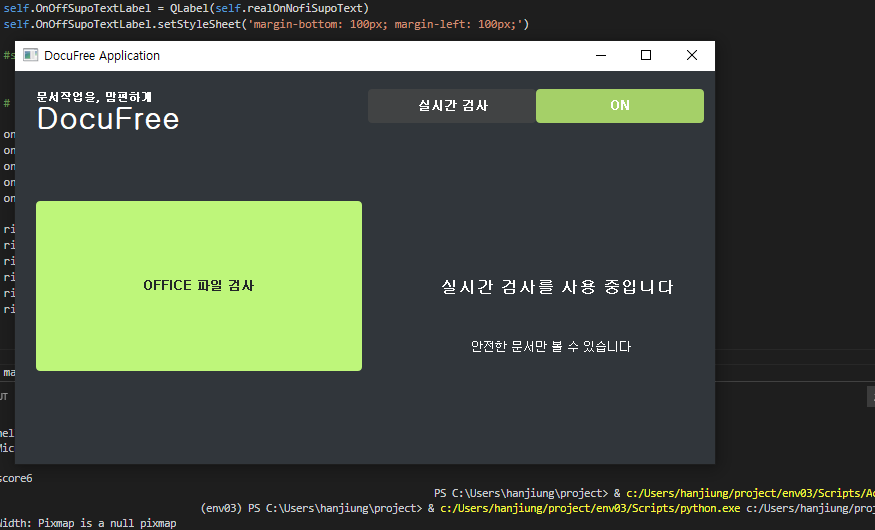 self.OnOffSupoTextLabel = QLabel(self.realOnNofiSupoText)
self.OnOffSupoTextLabel.setStyleSheet('margin-bottom: 100px; margin-left: 100px;')
DocuFree Application
#
문서작업을, 맘편하게
DocuFree
실시간 검사
ON
on
on
on
on
on
ri
ri
ri
ri
ri
ri
OFFICE 파일 검사
실시간 검사를 사용 중입니다
안전한 문서만 볼 수 있습니다
ma
UT
score6
PS C:\Users\hanjiung\project> & c:/Users/hanjiung/project/env03/Scripts/Ac
(env03) PS C:\Users\hanjiung\project> & c:/Users/hanjiung/project/env03/Scripts/python.exe c:/Users/hanjiung/proj
Width: Pixmap is a null pixmap